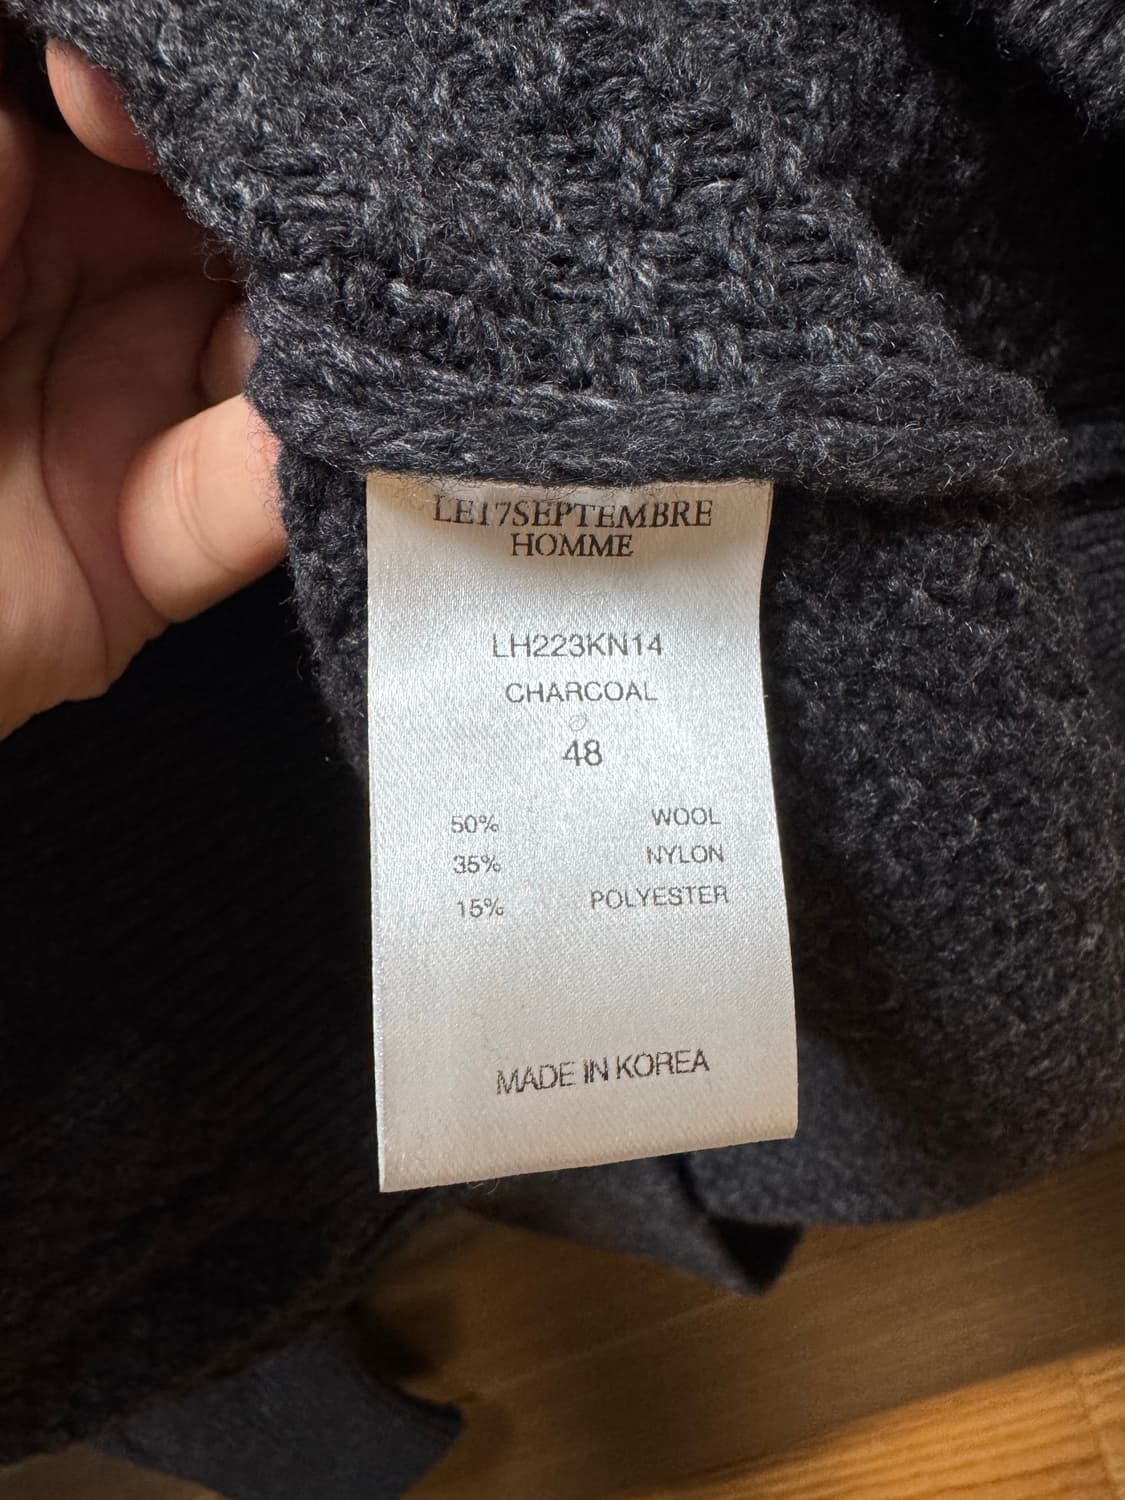 LE17SEPTEMBRE
HOMME
LH223KN14
CHARCOAL
48
50% WOOL
35% NYLON
15% POLYESTER
MADE IN KOREA